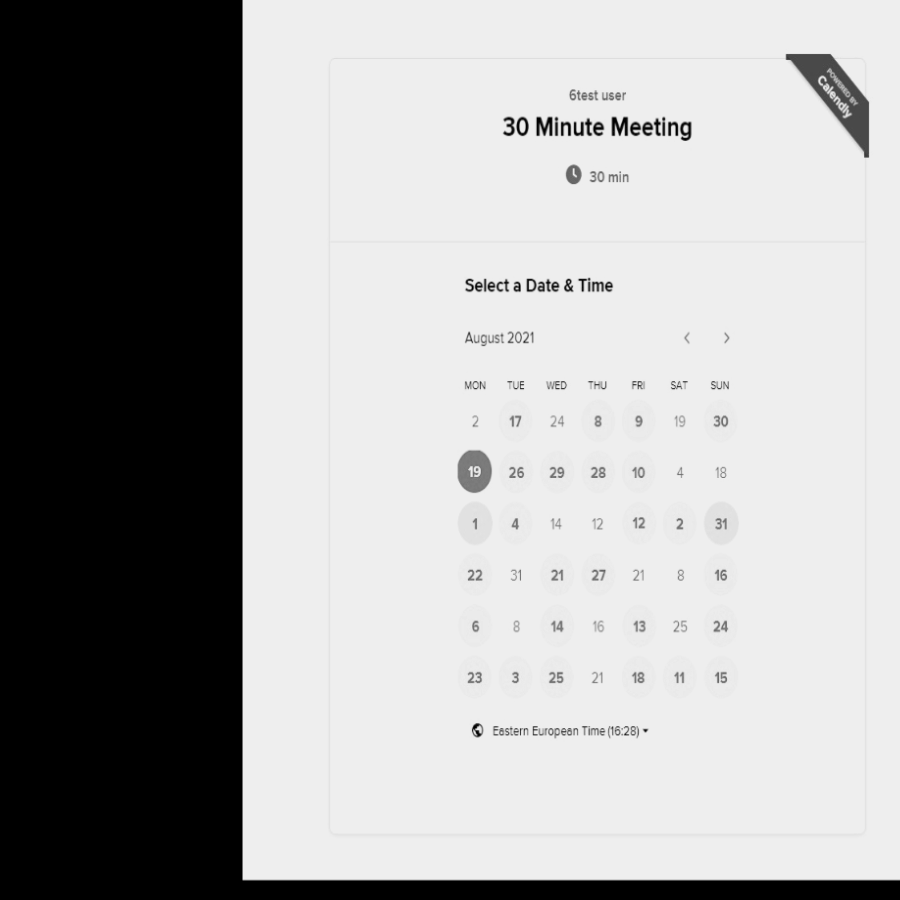 POWERED BY
Calendly
6test user
30 Minute Meeting
30 min
Select a Date & Time
August 2021
MON TUE WED THU FRI SAT SUN
2 17 24 8 9 19 30
19 26 29 28 10 4 18
1 4 14 12 12 2 31
22 31 21 27 21 8 16
6 8 14 16 13 25 24
23 3 25 21 18 11 15
Eastern European Time (16:28)